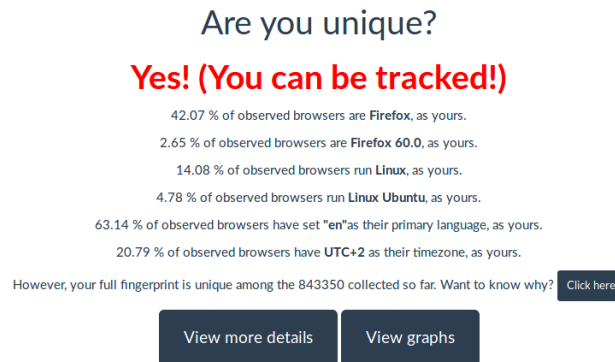 Are you unique?
Yes! (You can be tracked!)
42.07 % of observed browsers are Firefox, as yours.
2.65 % of observed browsers are Firefox 60.0, as yours.
14.08 % of observed browsers run Linux, as yours.
4.78 % of observed browsers run Linux Ubuntu, as yours.
63.14 % of observed browsers have set "en"as their primary language, as yours.
20.79 % of observed browsers have UTC+2 as their timezone, as yours.
However, your full fingerprint is unique among the 843350 collected so far. Want to know why? Click here
View more details View graphs